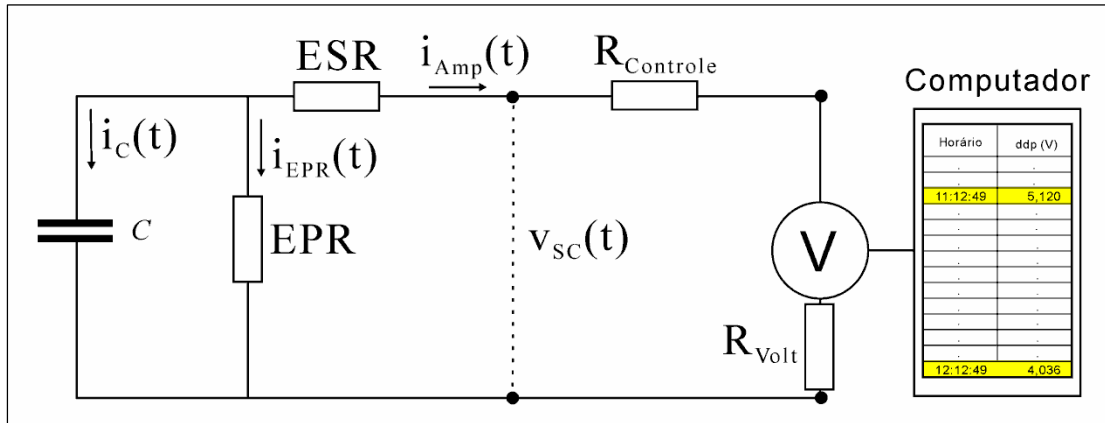 ESR
i_Amp(t)
R_Controle
Computador
i_C(t)
i_EPR(t)
C
EPR
v_SC(t)
V
R_Volt
Horário ddp (V)
. .
. .
11:12:49 5,120
. .
. .
. .
. .
. .
. .
. .
. .
. .
. .
12:12:49 4,036